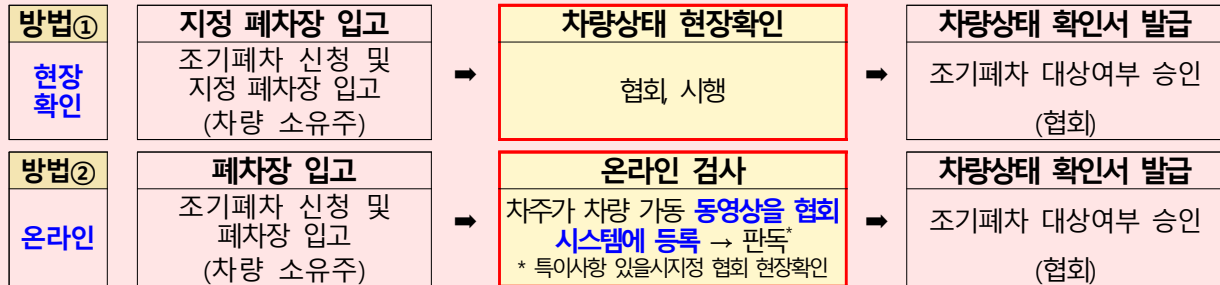 방법①
현장
확인
지정 폐차장 입고
조기폐차 신청 및
지정 폐차장 입고
(차량 소유주)
➡
차량상태 현장확인
협회, 시행
➡
차량상태 확인서 발급
조기폐차 대상여부 승인
(협회)
방법②
온라인
폐차장 입고
조기폐차 신청 및
폐차장 입고
(차량 소유주)
➡
온라인 검사
차주가 차량 가동 동영상을 협회
시스템에 등록 → 판독*
* 특이사항 있을시지정 협회 현장확인
➡
차량상태 확인서 발급
조기폐차 대상여부 승인
(협회)